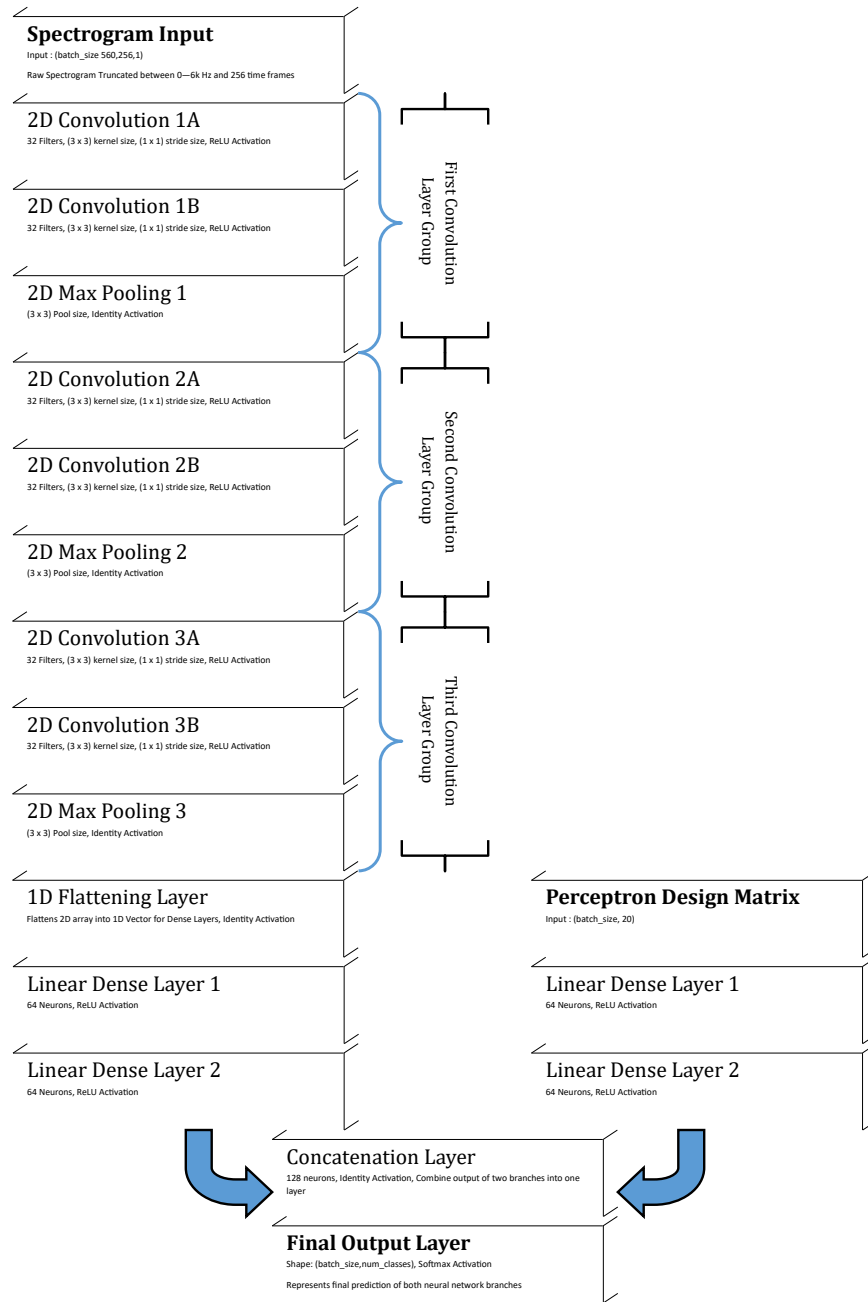 Spectrogram Input
Input : (batch_size 560,256,1)
Raw Spectrogram Truncated between 0—6k Hz and 256 time frames
2D Convolution 1A
32 Filters, (3 x 3) kernel size, (1 x 1) stride size, ReLU Activation
2D Convolution 1B
32 Filters, (3 x 3) kernel size, (1 x 1) stride size, ReLU Activation
2D Max Pooling 1
(3 x 3) Pool size, Identity Activation
First Convolution
Layer Group
2D Convolution 2A
32 Filters, (3 x 3) kernel size, (1 x 1) stride size, ReLU Activation
2D Convolution 2B
32 Filters, (3 x 3) kernel size, (1 x 1) stride size, ReLU Activation
2D Max Pooling 2
(3 x 3) Pool size, Identity Activation
Second Convolution
Layer Group
2D Convolution 3A
32 Filters, (3 x 3) kernel size, (1 x 1) stride size, ReLU Activation
2D Convolution 3B
32 Filters, (3 x 3) kernel size, (1 x 1) stride size, ReLU Activation
2D Max Pooling 3
(3 x 3) Pool size, Identity Activation
Third Convolution
Layer Group
1D Flattening Layer
Flattens 2D array into 1D Vector for Dense Layers, Identity Activation
Linear Dense Layer 1
64 Neurons, ReLU Activation
Linear Dense Layer 2
64 Neurons, ReLU Activation
Perceptron Design Matrix
Input : (batch_size, 20)
Linear Dense Layer 1
64 Neurons, ReLU Activation
Linear Dense Layer 2
64 Neurons, ReLU Activation
Concatenation Layer
128 neurons, Identity Activation, Combine output of two branches into one
layer
Final Output Layer
Shape: (batch_size,num_classes), Softmax Activation
Represents final prediction of both neural network branches